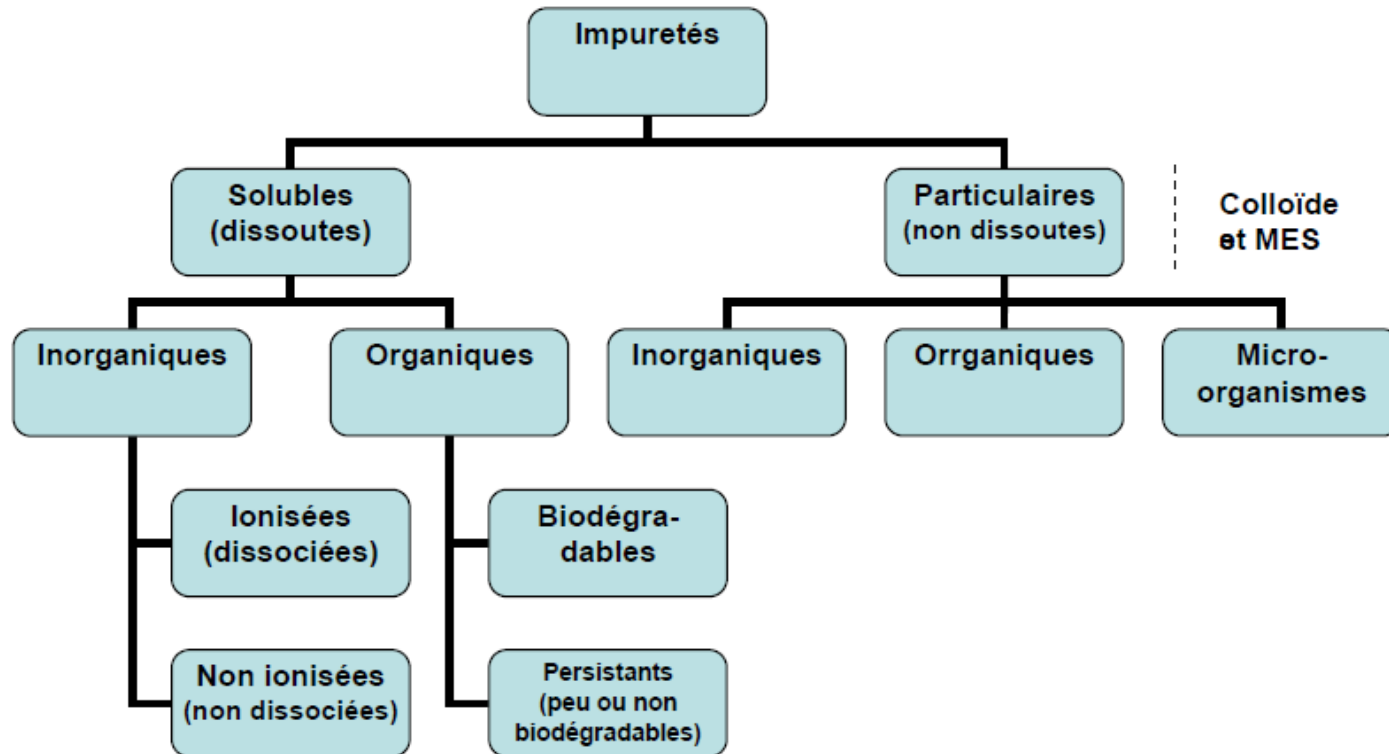 Impuretés
Solubles
(dissoutes)
Particulaires
(non dissoutes)
Colloïde
et MES
Inorganiques
Organiques
Inorganiques
Orrganiques
Micro-
organismes
Ionisées
(dissociées)
Biodégra-
dables
Non ionisées
(non dissociées)
Persistants
(peu ou non
biodégradables)